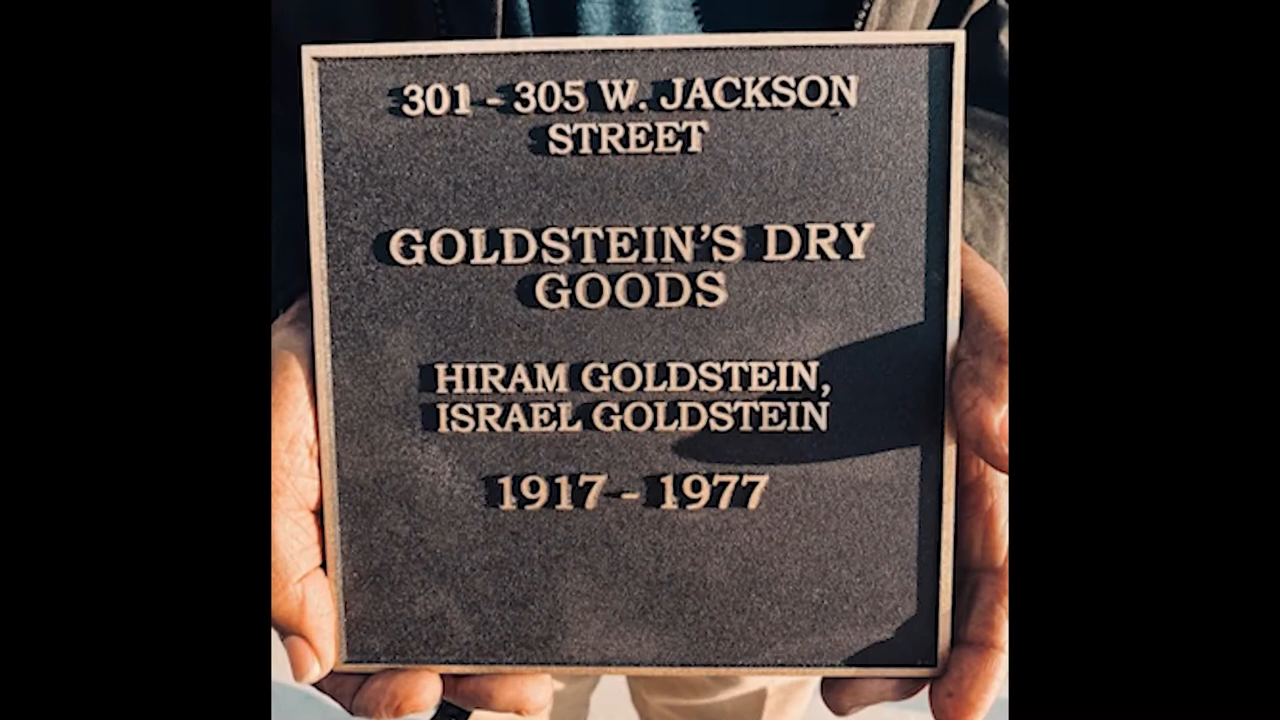 301 - 305 W. JACKSON
STREET
GOLDSTEIN'S DRY
GOODS
HIRAM GOLDSTEIN,
ISRAEL GOLDSTEIN
1917 - 1977